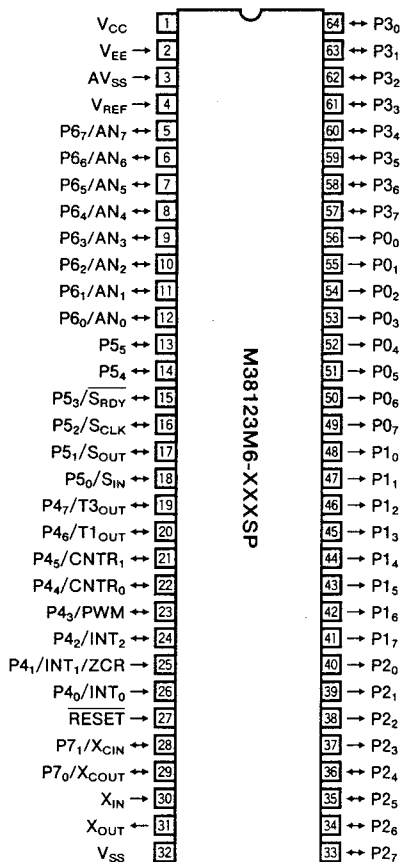 VCC 1 64 ↔ P30
VEE → 2 63 ↔ P31
AVSS → 3 62 ↔ P32
VREF → 4 61 ↔ P33
P67/AN7 ↔ 5 60 ↔ P34
P66/AN6 ↔ 6 59 ↔ P35
P65/AN5 ↔ 7 58 ↔ P36
P64/AN4 ↔ 8 57 ↔ P37
P63/AN3 ↔ 9 56 → P00
P62/AN2 ↔ 10 55 → P01
P61/AN1 ↔ 11 54 → P02
P60/AN0 ↔ 12 53 → P03
P55 ↔ 13 52 → P04
P54 ↔ 14 51 → P05
P53/SRDY ↔ 15 50 → P06
P52/SCLK ↔ 16 49 → P07
P51/SOUT ↔ 17 48 → P10
P50/SIN ↔ 18 47 → P11
P47/T3OUT ↔ 19 46 → P12
P46/T1OUT ↔ 20 45 → P13
P45/CNTR1 ↔ 21 44 → P14
P44/CNTR0 ↔ 22 43 → P15
P43/PWM ↔ 23 42 → P16
P42/INT2 ↔ 24 41 → P17
P41/INT1/ZCR ↔ 25 40 → P20
P40/INT0 ↔ 26 39 → P21
RESET → 27 38 → P22
P71/XCIN ↔ 28 37 → P23
P70/XCOUT ↔ 29 36 ↔ P24
XIN → 30 35 ↔ P25
XOUT ← 31 34 ↔ P26
VSS 32 33 ↔ P27
M38123M6-XXXSP